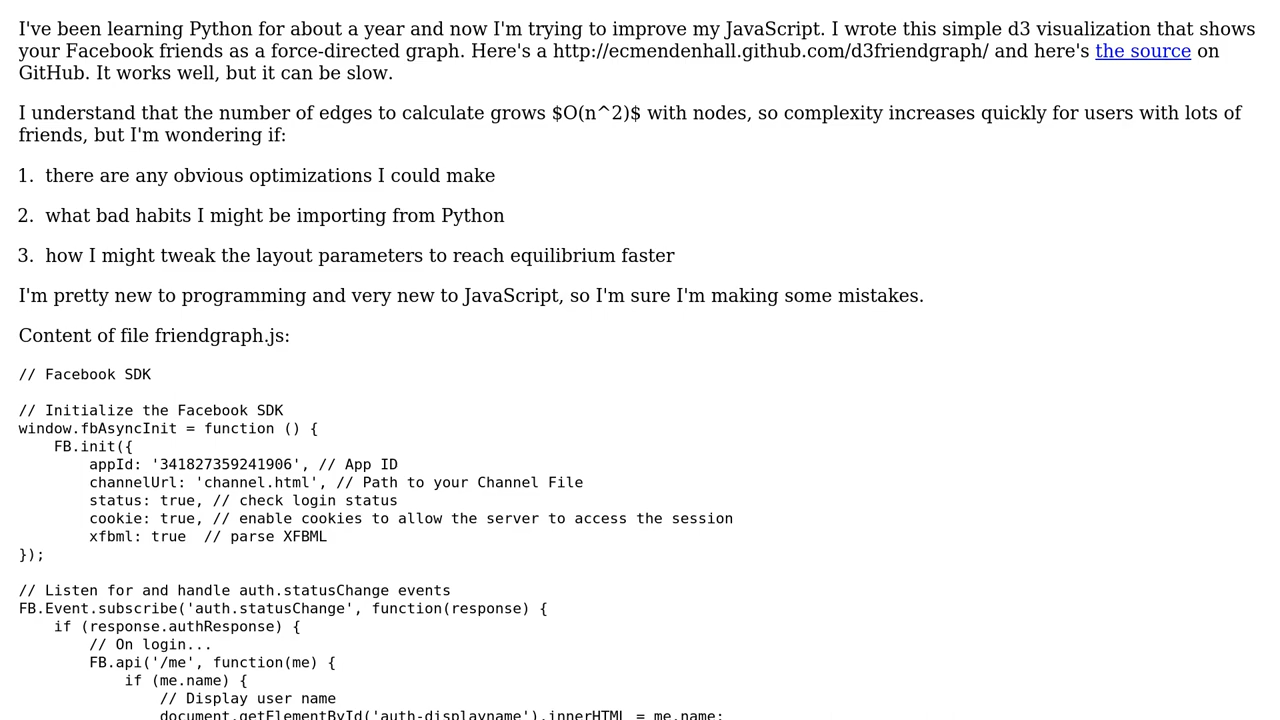 I've been learning Python for about a year and now I'm trying to improve my JavaScript. I wrote this simple d3 visualization that shows
your Facebook friends as a force-directed graph. Here's a http://ecmendenhall.github.com/d3friendgraph/ and here's the source on
GitHub. It works well, but it can be slow.
I understand that the number of edges to calculate grows $O(n^2)$ with nodes, so complexity increases quickly for users with lots of
friends, but I'm wondering if:
1. there are any obvious optimizations I could make
2. what bad habits I might be importing from Python
3. how I might tweak the layout parameters to reach equilibrium faster
I'm pretty new to programming and very new to JavaScript, so I'm sure I'm making some mistakes.
Content of file friendgraph.js:
// Facebook SDK
// Initialize the Facebook SDK
window.fbAsyncInit = function () {
    FB.init({
        appId: '341827359241906', // App ID
        channelUrl: 'channel.html', // Path to your Channel File
        status: true, // check login status
        cookie: true, // enable cookies to allow the server to access the session
        xfbml: true  // parse XFBML
});
// Listen for and handle auth.statusChange events
FB.Event.subscribe('auth.statusChange', function(response) {
    if (response.authResponse) {
        // On login...
        FB.api('/me', function(me) {
            if (me.name) {
                // Display user name
                document.getElementById('auth-displayname').innerHTML = me.name;